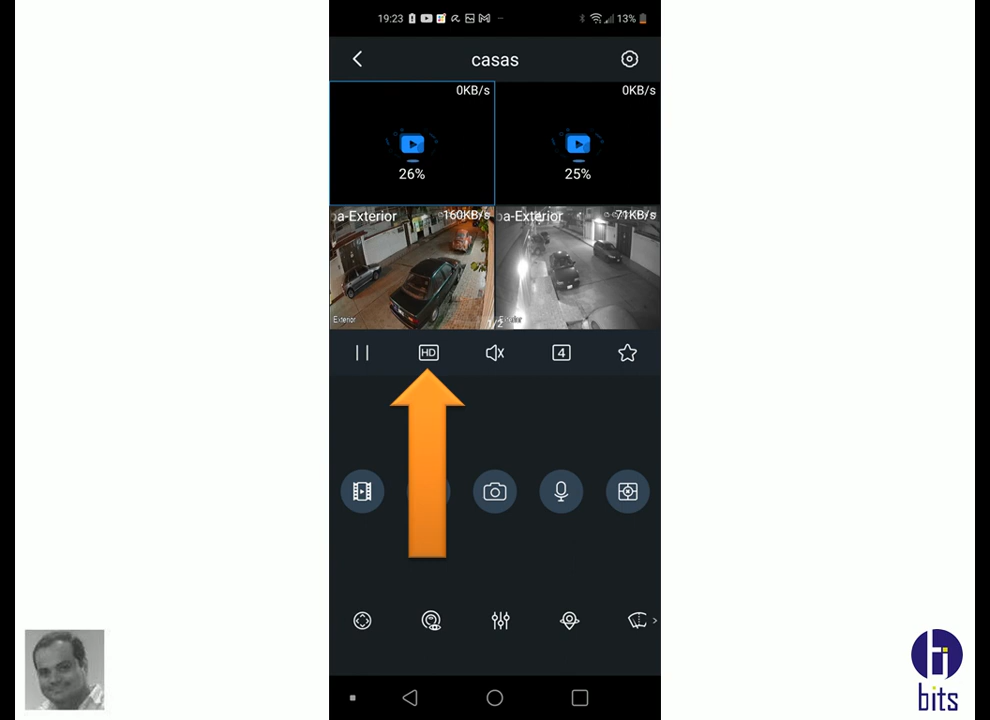 19:23
13%
casas
0KB/s
0KB/s
26%
25%
a-Exterior
160KB/s
a-Exterior
71KB/s
Exterior
HD
4
bits